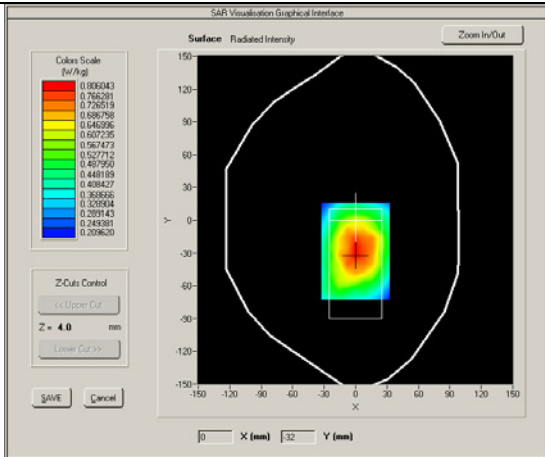 SAR Visualisation Graphical Interface
Surface Radiated Intensity
Zoom In/Out
Colors Scale
(W/kg)
0.806043
0.766281
0.726519
0.686758
0.646996
0.607235
0.567473
0.527712
0.487950
0.448189
0.408427
0.368666
0.328904
0.289143
0.249381
0.209620
150
120
90
60
30
0
-30
-60
-90
-120
-150
Y
-150 -120 -90 -60 -30 0 30 60 90 120 150
X
Z-Cuts Control
<< Upper Cut
Z = 4.0 mm
Lower Cut >>
SAVE Cancel
0 X (mm) -32 Y (mm)